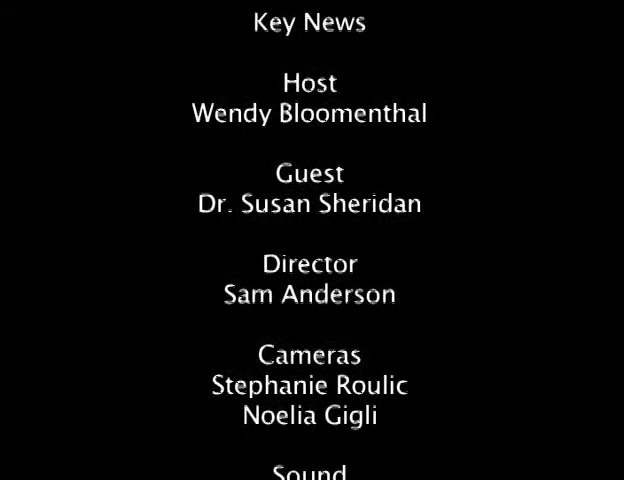 Key News
Host
Wendy Bloomenthal
Guest
Dr. Susan Sheridan
Director
Sam Anderson
Cameras
Stephanie Roulic
Noelia Gigli
Sound